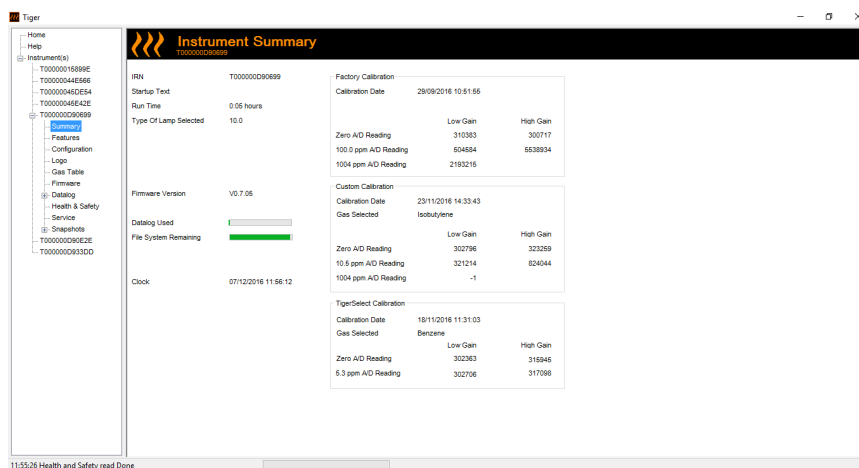 Tiger
Home
Help
Instrument(s)
T00000015899E
T00000044E566
T00000045DE54
T00000045E42E
T000000D90699
Summary
Features
Configuration
Logo
Gas Table
Firmware
Datalog
Health & Safety
Service
Snapshots
T000000D90E2E
T000000D933DD
Instrument Summary
T000000D90699
IRN T000000D90699
Startup Text
Run Time 0:05 hours
Type Of Lamp Selected 10.0
Firmware Version V0.7.05
Datalog Used
File System Remaining
Clock 07/12/2016 11:56:12
Factory Calibration
Calibration Date 29/09/2016 10:51:55
Low Gain High Gain
Zero A/D Reading 310383 300717
100.0 ppm A/D Reading 504584 5538934
1004 ppm A/D Reading 2193215
Custom Calibration
Calibration Date 23/11/2016 14:33:43
Gas Selected Isobutylene
Low Gain High Gain
Zero A/D Reading 302796 323259
10.5 ppm A/D Reading 321214 824044
1004 ppm A/D Reading -1
TigerSelect Calibration
Calibration Date 18/11/2016 11:31:03
Gas Selected Benzene
Low Gain High Gain
Zero A/D Reading 302363 315945
5.3 ppm A/D Reading 302706 317098
11:55:26 Health and Safety read Done